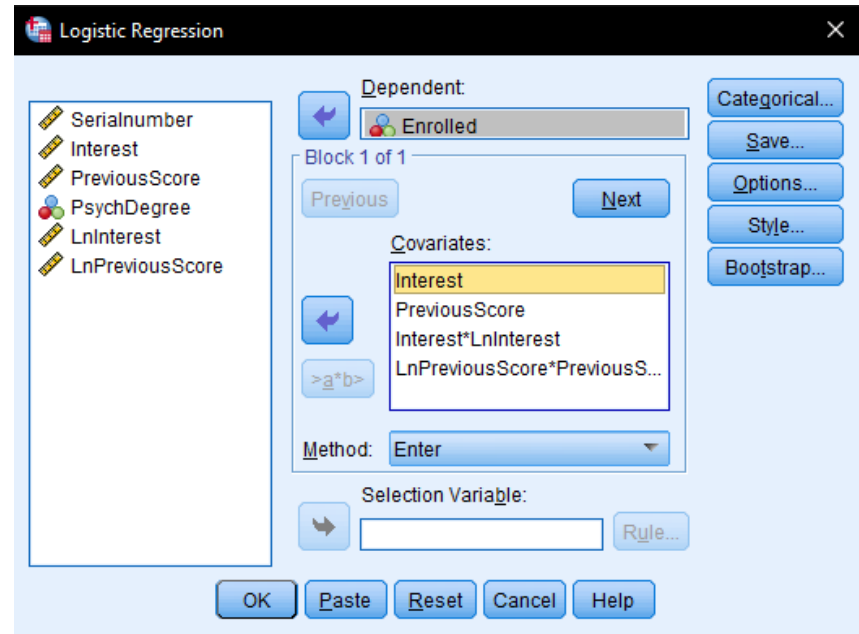 Logistic Regression
Serialnumber
Interest
PreviousScore
PsychDegree
LnInterest
LnPreviousScore
Dependent:
Enrolled
Block 1 of 1
Previous
Next
Covariates:
Interest
PreviousScore
Interest*LnInterest
LnPreviousScore*PreviousS...
>a*b>
Method: Enter
Selection Variable:
Rule...
Categorical...
Save...
Options...
Style...
Bootstrap...
OK Paste Reset Cancel Help